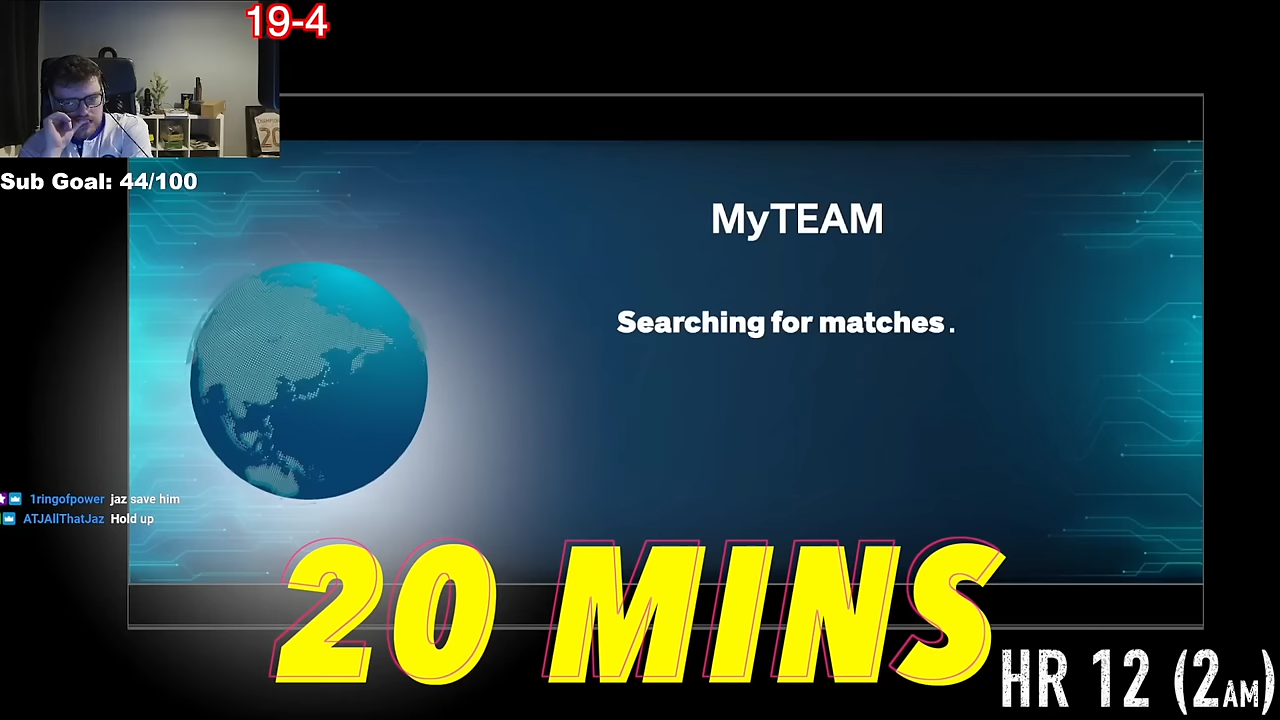 19-4
Sub Goal: 44/100
MyTEAM
Searching for matches.
1ringofpower jaz save him
ATJAllThatJaz Hold up
20 MINS
HR 12 (2AM)